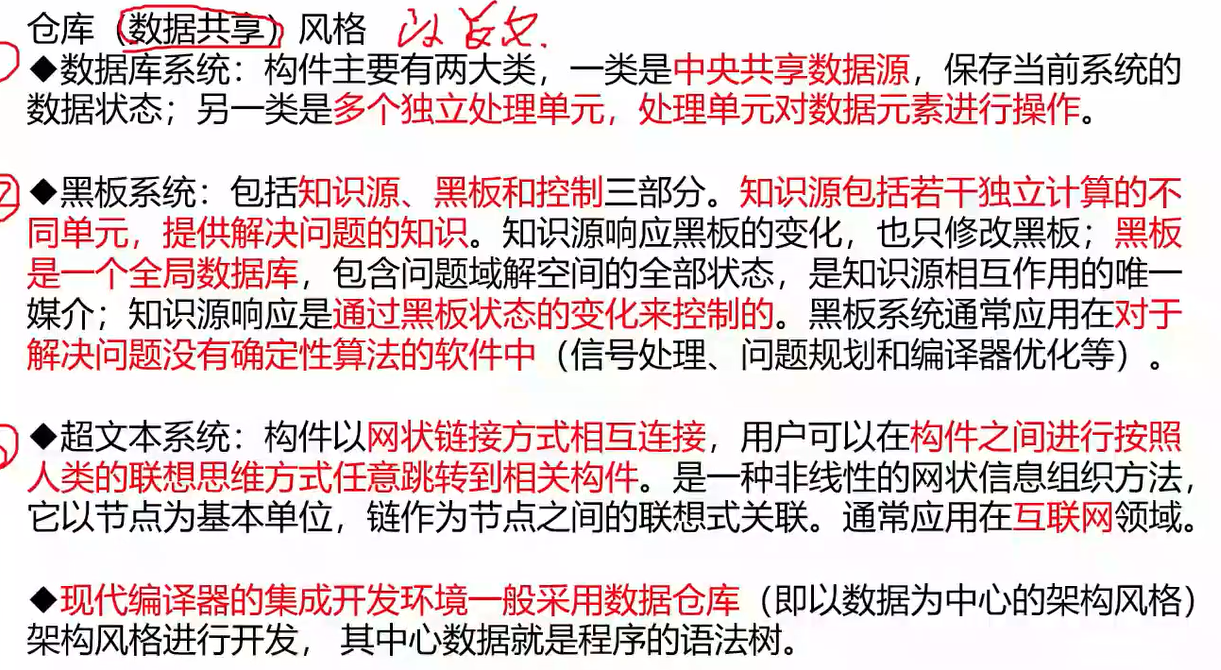 仓库（数据共享）风格
◆数据库系统：构件主要有两大类，一类是中央共享数据源，保存当前系统的
数据状态；另一类是多个独立处理单元，处理单元对数据元素进行操作。
◆黑板系统：包括知识源、黑板和控制三部分。知识源包括若干独立计算的不
同单元，提供解决问题的知识。知识源响应黑板的变化，也只修改黑板；黑板
是一个全局数据库，包含问题域解空间的全部状态，是知识源相互作用的唯一
媒介；知识源响应是通过黑板状态的变化来控制的。黑板系统通常应用在对于
解决问题没有确定性算法的软件中（信号处理、问题规划和编译器优化等）。
◆超文本系统：构件以网状链接方式相互连接，用户可以在构件之间进行按照
人类的联想思维方式任意跳转到相关构件。是一种非线性的网状信息组织方法，
它以节点为基本单位，链作为节点之间的联想式关联。通常应用在互联网领域。
◆现代编译器的集成开发环境一般采用数据仓库（即以数据为中心的架构风格）
架构风格进行开发， 其中心数据就是程序的语法树。